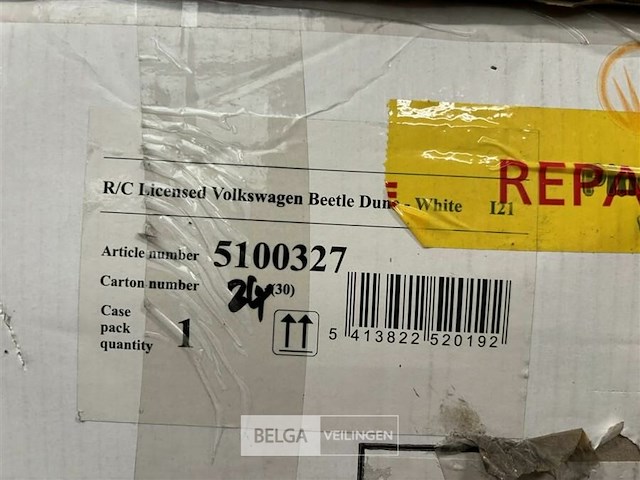 R/C Licensed Volkswagen Beetle Dune - White I21
REPA
Article number 5100327
Carton number 24 (30)
Case pack quantity 1
5 413822 520192
BELGA VEILINGEN